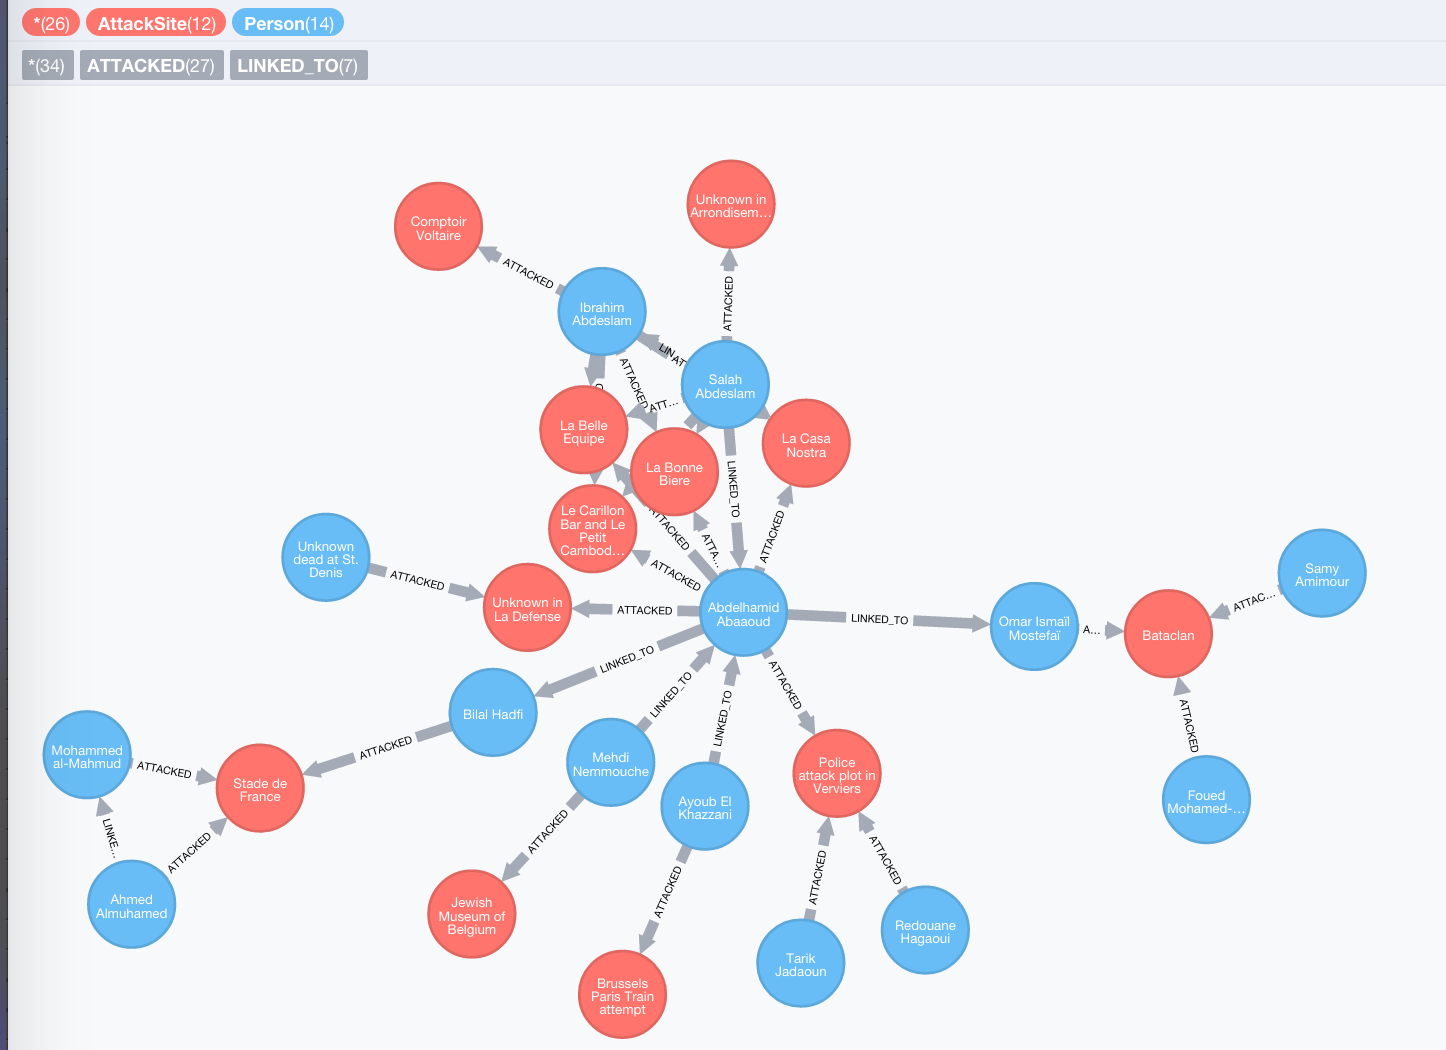 *(26) AttackSite(12) Person(14)
*(34) ATTACKED(27) LINKED_TO(7)
Unknown in
Arrondisem...
Comptoir
Voltaire
ATTACKED
ATTACKED
Ibrahim
Abdeslam
LIN
AT
ATTACKED
Salah
Abdeslam
ATT...
La Belle
Equipe
La Casa
Nostra
La Bonne
Biere
LINKED_TO
Le Carillon
Bar and Le
Petit
Cambod...
ATTACKED
ATTA...
ATTACKED
Unknown
dead at St.
Denis
ATTACKED
ATTACKED
Unknown in
La Defense
ATTACKED
Abdelhamid
Abaaoud
LINKED_TO
Omar Ismaïl
Mostefaï
A...
Bataclan
ATTAC...
Samy
Amimour
LINKED_TO
Bilal Hadfi
LINKED_TO
LINKED_TO
ATTACKED
ATTACKED
Mohammed
al-Mahmud
ATTACKED
Stade de
France
ATTACKED
Mehdi
Nemmouche
Ayoub El
Khazzani
Police
attack plot in
Verviers
Foued
Mohamed-...
LINKE...
ATTACKED
ATTACKED
ATTACKED
ATTACKED
ATTACKED
Ahmed
Almuhamed
Jewish
Museum of
Belgium
Redouane
Hagaoui
Tarik
Jadaoun
Brussels
Paris Train
attempt